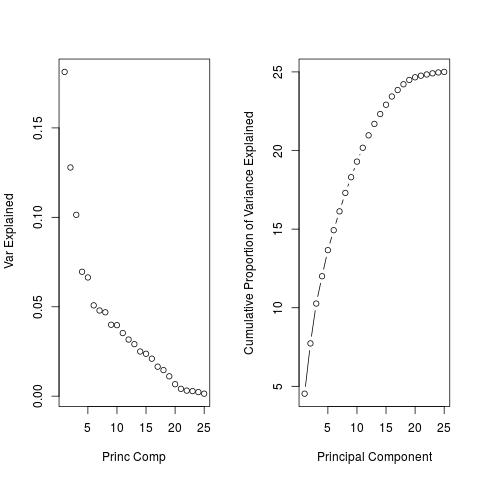 Var Explained
0.15
0.10
0.05
0.00
5 10 15 20 25
Princ Comp
Cumulative Proportion of Variance Explained
25
20
15
10
5
5 10 15 20 25
Principal Component